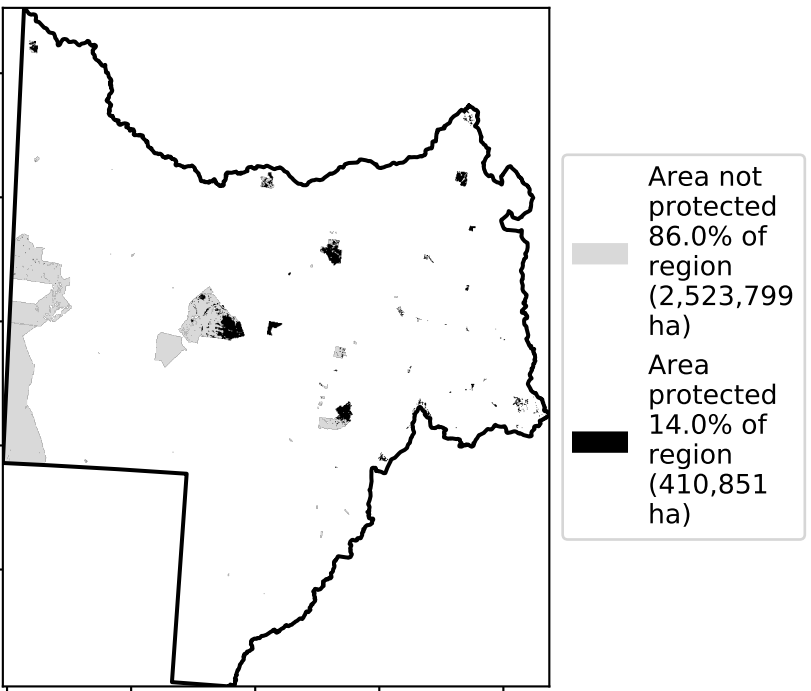 Area not
protected
86.0% of
region
(2,523,799
ha)
Area
protected
14.0% of
region
(410,851
ha)